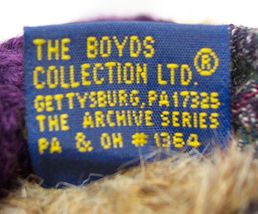 THE BOYDS
COLLECTION LTD.®
GETTYSBURG, PA 17325
THE ARCHIVE SERIES
PA & OH # 1364